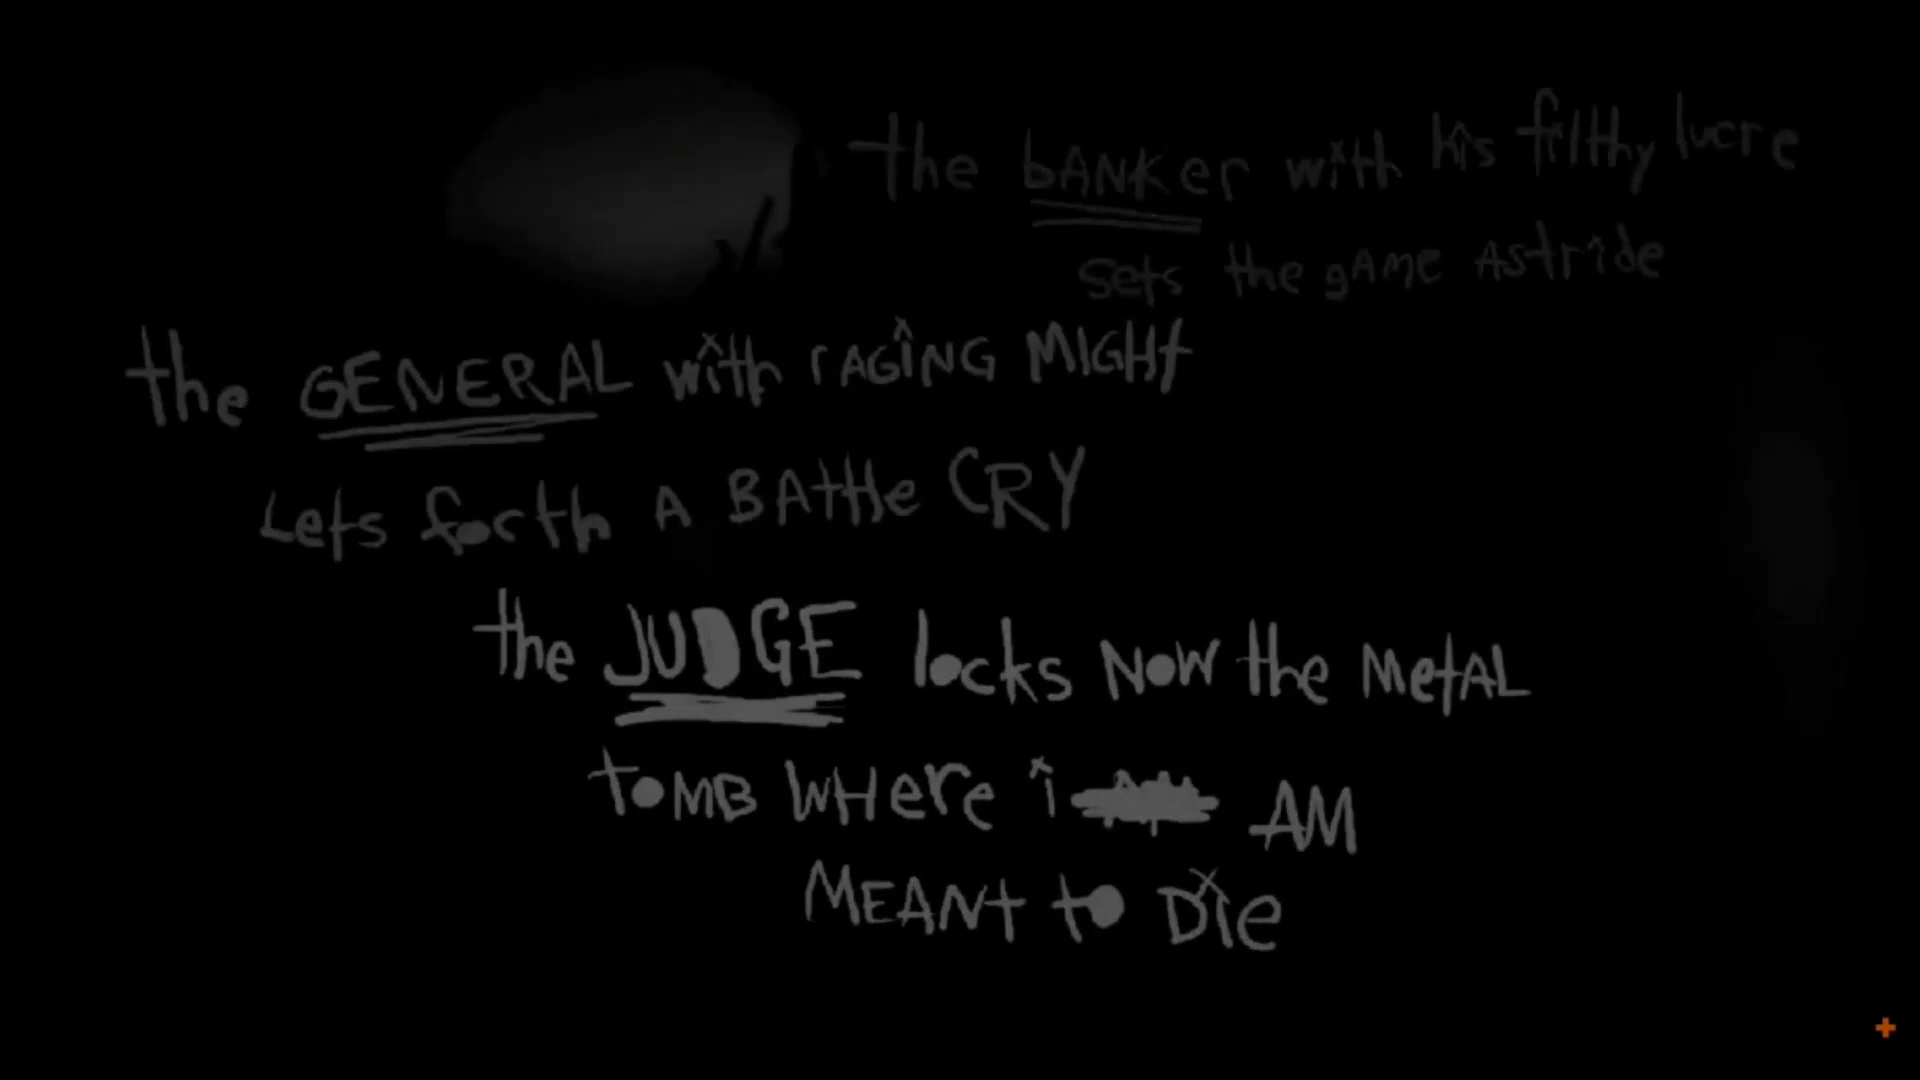 the bANKer with his filthy lucre
sets the gAMe Astride
the GENERAL with rAGiNG MIGHt
Lets forth A BAttle CRY
the JUDGE locks NoW the MetAL
toMB WHere i AM
MEANt to Die